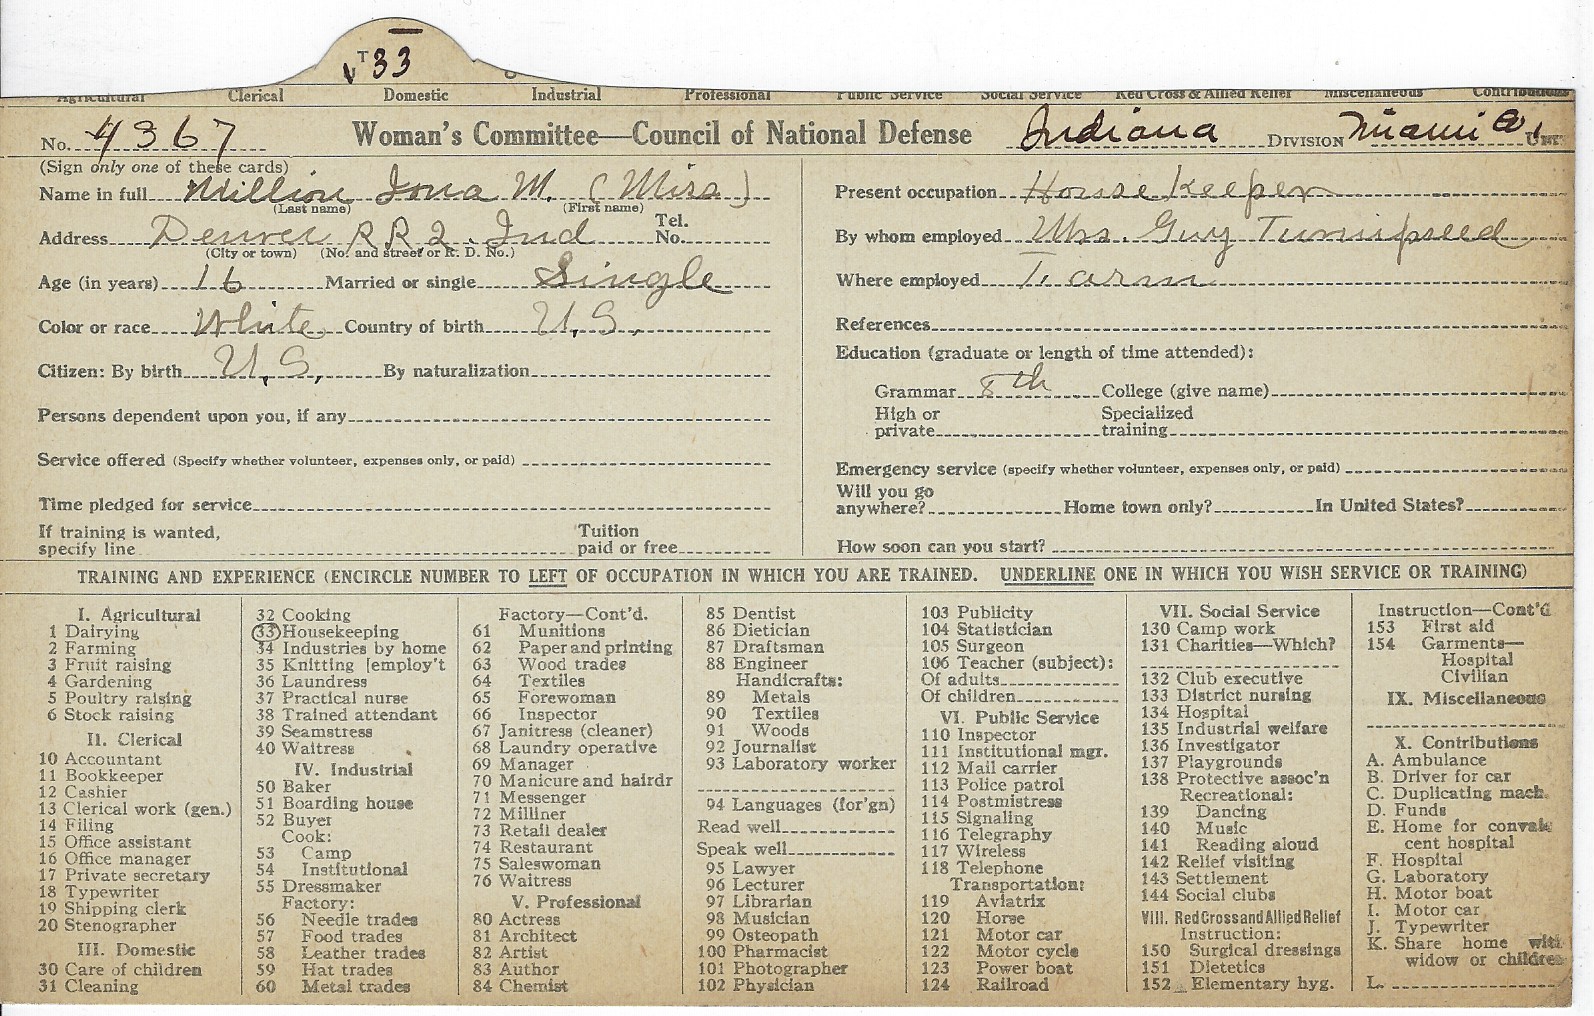 T 33
Agricultural Clerical Domestic Industrial Professional Public Service Social Service Red Cross & Allied Relief Miscellaneous Contributions
No. 4367 Woman's Committee—Council of National Defense Indiana DIVISION Miami Co. UNIT
(Sign only one of these cards)
Name in full Million Iona M. (Miss)
(Last name) (First name)
Address Denver R R. 2. Ind Tel. No.
(City or town) (No. and street or R. D. No.)
Age (in years) 16 Married or single Single
Color or race White Country of birth U.S.
Citizen: By birth U.S. By naturalization
Persons dependent upon you, if any
Service offered (Specify whether volunteer, expenses only, or paid)
Time pledged for service
If training is wanted, specify line Tuition paid or free
Present occupation House Keeper
By whom employed Mrs. Guy Turnipseed
Where employed Farm
References
Education (graduate or length of time attended):
Grammar 8th College (give name)
High or private Specialized training
Emergency service (specify whether volunteer, expenses only, or paid)
Will you go anywhere? Home town only? In United States?
How soon can you start?
TRAINING AND EXPERIENCE (ENCIRCLE NUMBER TO LEFT OF OCCUPATION IN WHICH YOU ARE TRAINED. UNDERLINE ONE IN WHICH YOU WISH SERVICE OR TRAINING)
I. Agricultural
1 Dairying
2 Farming
3 Fruit raising
4 Gardening
5 Poultry raising
6 Stock raising
II. Clerical
10 Accountant
11 Bookkeeper
12 Cashier
13 Clerical work (gen.)
14 Filing
15 Office assistant
16 Office manager
17 Private secretary
18 Typewriter
19 Shipping clerk
20 Stenographer
III. Domestic
30 Care of children
31 Cleaning
32 Cooking
33 Housekeeping
34 Industries by home
35 Knitting [employ't
36 Laundress
37 Practical nurse
38 Trained attendant
39 Seamstress
40 Waitress
IV. Industrial
50 Baker
51 Boarding house
52 Buyer
Cook:
53 Camp
54 Institutional
55 Dressmaker
Factory:
56 Needle trades
57 Food trades
58 Leather trades
59 Hat trades
60 Metal trades
Factory—Cont'd.
61 Munitions
62 Paper and printing
63 Wood trades
64 Textiles
65 Forewoman
66 Inspector
67 Janitress (cleaner)
68 Laundry operative
69 Manager
70 Manicure and hairdr
71 Messenger
72 Milliner
73 Retail dealer
74 Restaurant
75 Saleswoman
76 Waitress
V. Professional
80 Actress
81 Architect
82 Artist
83 Author
84 Chemist
85 Dentist
86 Dietician
87 Draftsman
88 Engineer
Handicrafts:
89 Metals
90 Textiles
91 Woods
92 Journalist
93 Laboratory worker
94 Languages (for'gn)
Read well
Speak well
95 Lawyer
96 Lecturer
97 Librarian
98 Musician
99 Osteopath
100 Pharmacist
101 Photographer
102 Physician
103 Publicity
104 Statistician
105 Surgeon
106 Teacher (subject):
Of adults
Of children
VI. Public Service
110 Inspector
111 Institutional mgr.
112 Mail carrier
113 Police patrol
114 Postmistress
115 Signaling
116 Telegraphy
117 Wireless
118 Telephone
Transportation:
119 Aviatrix
120 Horse
121 Motor car
122 Motor cycle
123 Power boat
124 Railroad
VII. Social Service
130 Camp work
131 Charities—Which?
132 Club executive
133 District nursing
134 Hospital
135 Industrial welfare
136 Investigator
137 Playgrounds
138 Protective assoc'n
Recreational:
139 Dancing
140 Music
141 Reading aloud
142 Relief visiting
143 Settlement
144 Social clubs
VIII. Red Cross and Allied Relief
Instruction:
150 Surgical dressings
151 Dietetics
152 Elementary hyg.
Instruction—Cont'd
153 First aid
154 Garments—
Hospital
Civilian
IX. Miscellaneous
X. Contributions
A. Ambulance
B. Driver for car
C. Duplicating mach.
D. Funds
E. Home for convales
cent hospital
F. Hospital
G. Laboratory
H. Motor boat
I. Motor car
J. Typewriter
K. Share home with
widow or children
L.